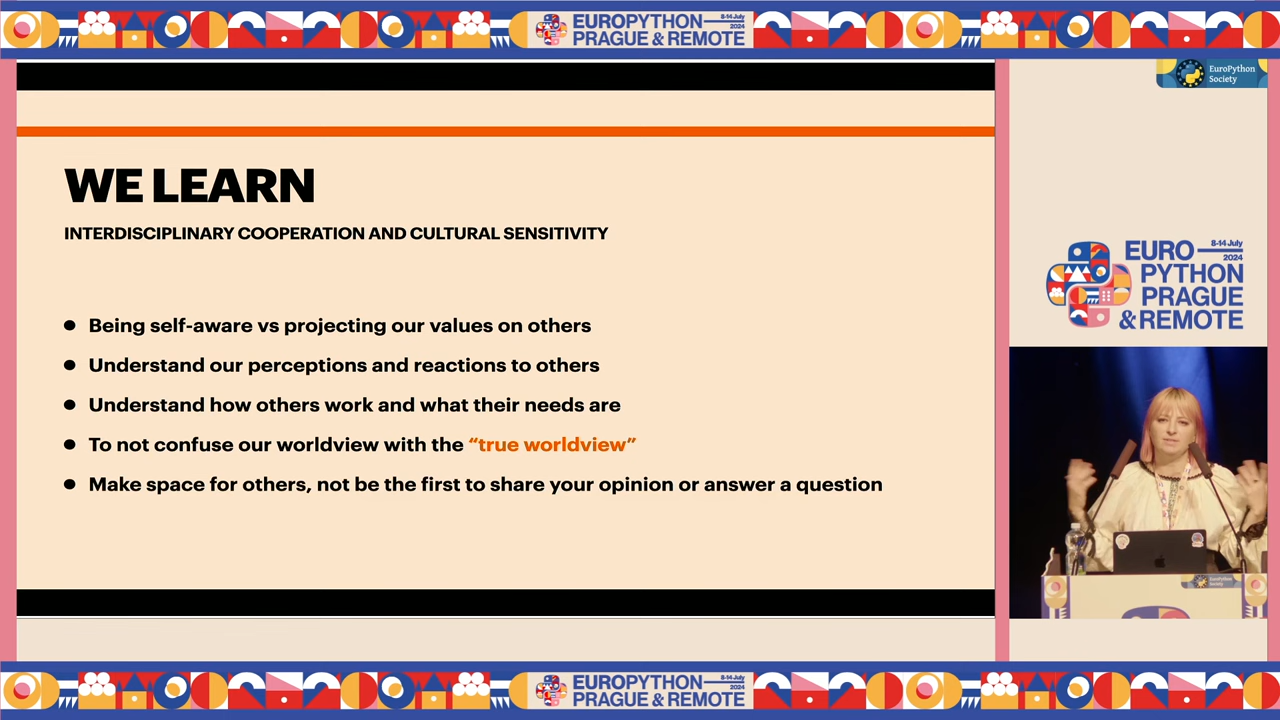 EUROPYTHON
8-14 July
2024
PRAGUE & REMOTE
EuroPython
Society
WE LEARN
INTERDISCIPLINARY COOPERATION AND CULTURAL SENSITIVITY
● Being self-aware vs projecting our values on others
● Understand our perceptions and reactions to others
● Understand how others work and what their needs are
● To not confuse our worldview with the “true worldview”
● Make space for others, not be the first to share your opinion or answer a question
EURO
8-14 July
2024
PYTHON
PRAGUE
& REMOTE
EuroPython
Society
EUROPYTHON
8-14 July
2024
PRAGUE & REMOTE